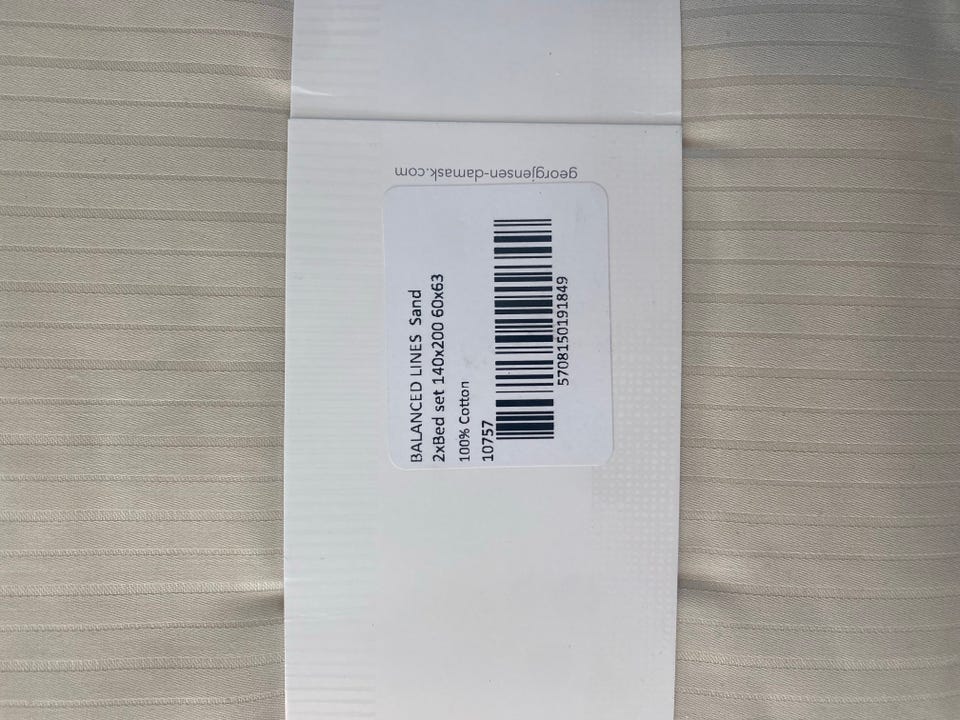 georgjensen-damask.com
BALANCED LINES Sand
2xBed set 140x200 60x63
100% Cotton
10757
5708150191849